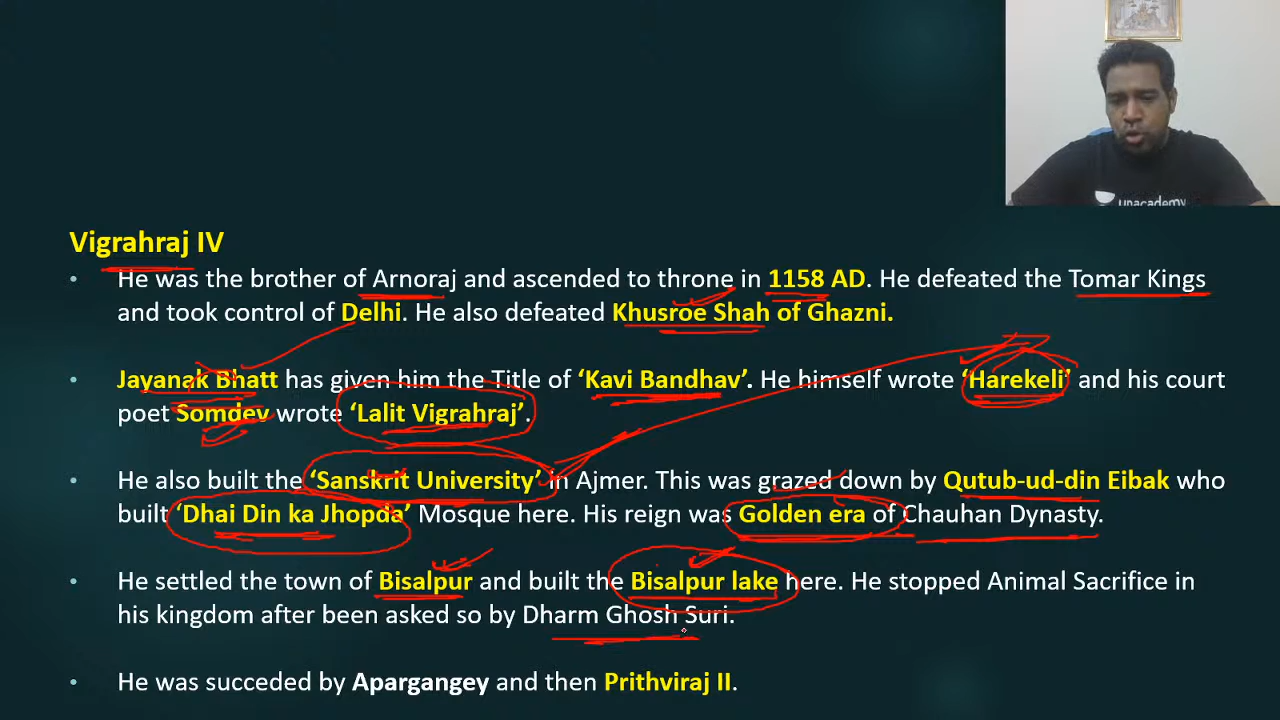 unacademy
Vigrahraj IV
• He was the brother of Arnoraj and ascended to throne in 1158 AD. He defeated the Tomar Kings
and took control of Delhi. He also defeated Khusroe Shah of Ghazni.
• Jayanak Bhatt has given him the Title of ‘Kavi Bandhav’. He himself wrote ‘Harekeli’ and his court
poet Somdev wrote ‘Lalit Vigrahraj’.
• He also built the ‘Sanskrit University’ in Ajmer. This was grazed down by Qutub-ud-din Eibak who
built ‘Dhai Din ka Jhopda’ Mosque here. His reign was Golden era of Chauhan Dynasty.
• He settled the town of Bisalpur and built the Bisalpur lake here. He stopped Animal Sacrifice in
his kingdom after been asked so by Dharm Ghosh Suri.
• He was succeded by Apargangey and then Prithviraj II.